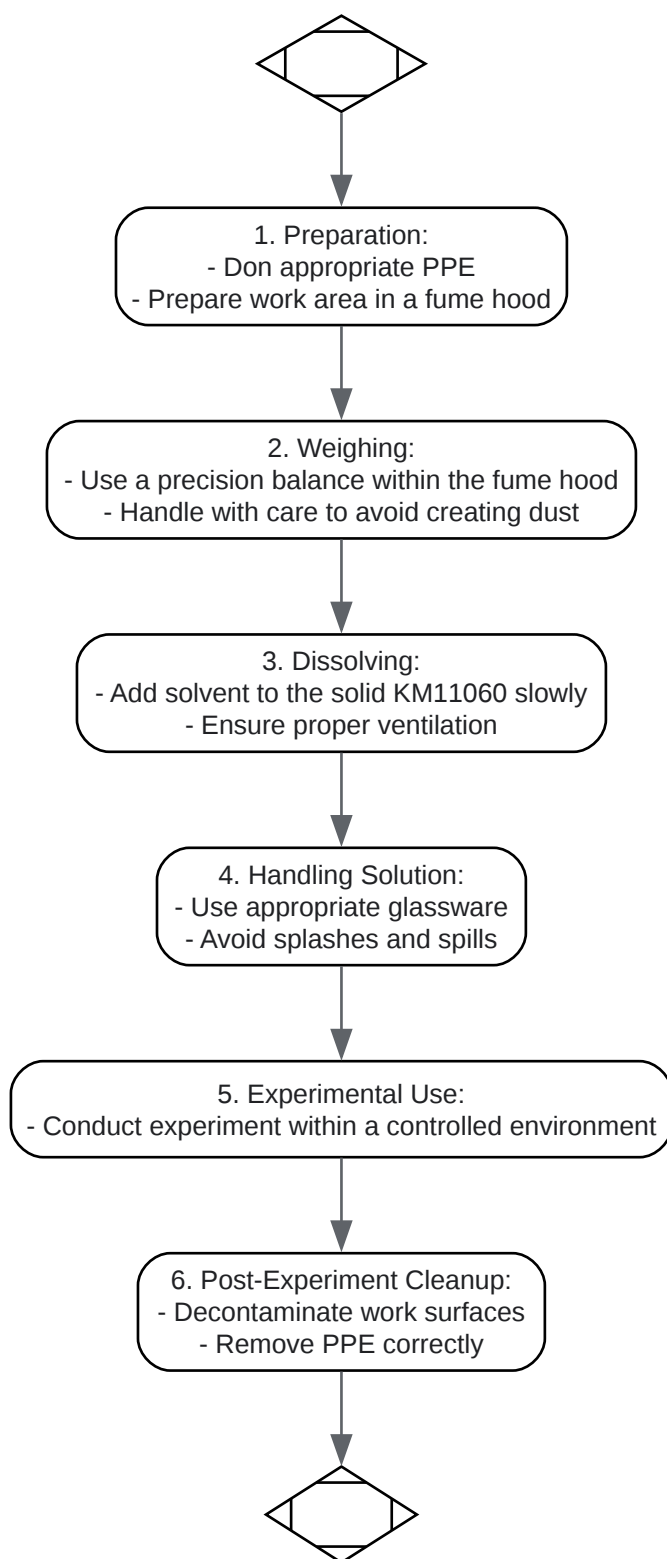 1. Preparation:
- Don appropriate PPE
- Prepare work area in a fume hood
2. Weighing:
- Use a precision balance within the fume hood
- Handle with care to avoid creating dust
3. Dissolving:
- Add solvent to the solid KM11060 slowly
- Ensure proper ventilation
4. Handling Solution:
- Use appropriate glassware
- Avoid splashes and spills
5. Experimental Use:
- Conduct experiment within a controlled environment
6. Post-Experiment Cleanup:
- Decontaminate work surfaces
- Remove PPE correctly